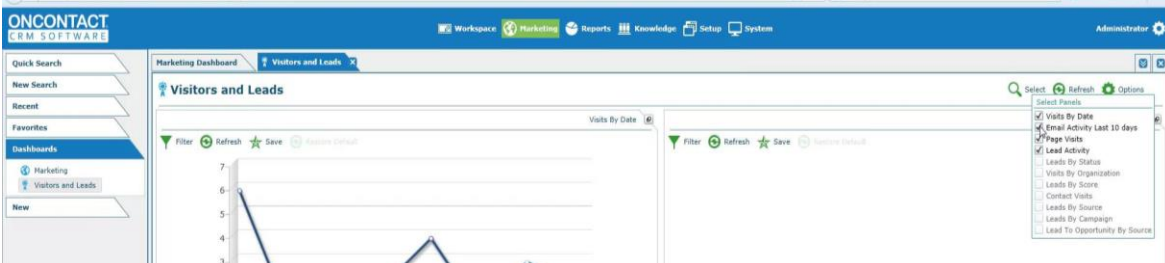 ONCONTACT
CRM SOFTWARE
Workspace Marketing Reports Knowledge Setup System
Administrator
Quick Search
New Search
Recent
Favorites
Dashboards
Marketing
Visitors and Leads
New
Marketing Dashboard Visitors and Leads X
Visitors and Leads
Select Refresh Options
Select Panels
Visits By Date
Email Activity Last 10 days
Page Visits
Lead Activity
Leads By Status
Visits By Organization
Leads By Score
Contact Visits
Leads By Source
Leads By Campaign
Lead To Opportunity By Source
Visits By Date
Filter Refresh Save Restore Default
7
6
5
4
3
Filter Refresh Save Restore Default